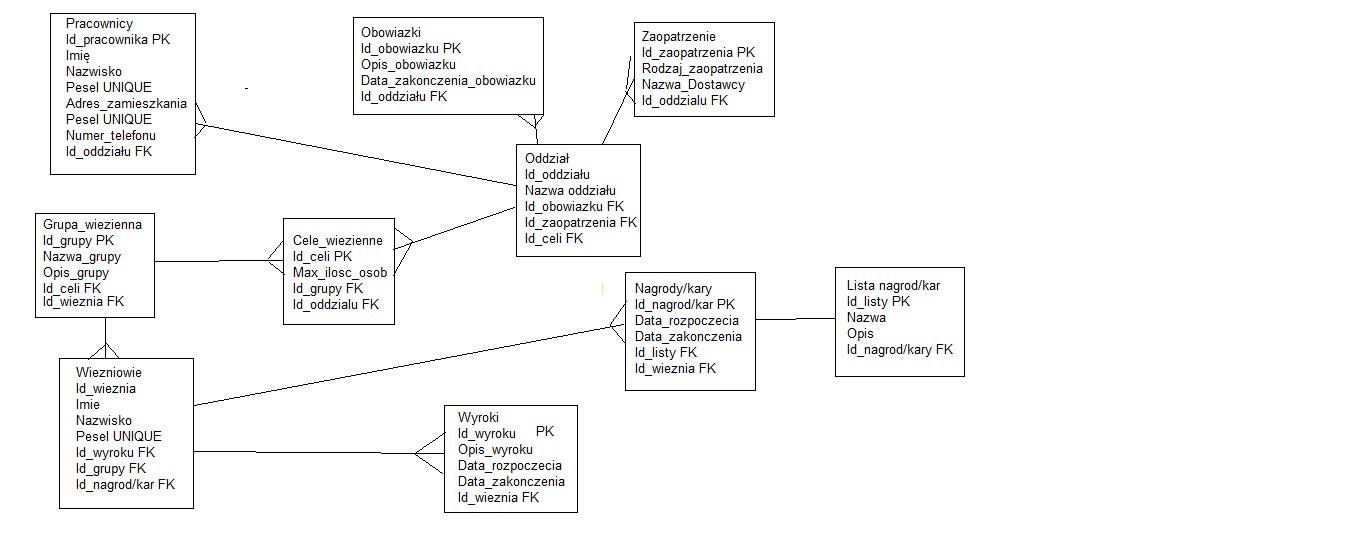 Pracownicy
Id_pracownika PK
Imię
Nazwisko
Pesel UNIQUE
Adres_zamieszkania
Pesel UNIQUE
Numer_telefonu
Id_oddziału FK
Obowiazki
Id_obowiazku PK
Opis_obowiazku
Data_zakonczenia_obowiazku
Id_oddziału FK
Zaopatrzenie
Id_zaopatrzenia PK
Rodzaj_zaopatrzenia
Nazwa_Dostawcy
Id_oddzialu FK
Oddział
Id_oddziału
Nazwa oddziału
Id_obowiazku FK
Id_zaopatrzenia FK
Id_celi FK
Grupa_wiezienna
Id_grupy PK
Nazwa_grupy
Opis_grupy
Id_celi FK
Id_wieznia FK
Cele_wiezienne
Id_celi PK
Max_ilosc_osob
Id_grupy FK
Id_oddzialu FK
Nagrody/kary
Id_nagrod/kar PK
Data_rozpoczecia
Data_zakonczenia
Id_listy FK
Id_wieznia FK
Lista nagrod/kar
Id_listy PK
Nazwa
Opis
Id_nagrod/kary FK
Wiezniowie
Id_wieznia
Imie
Nazwisko
Pesel UNIQUE
Id_wyroku FK
Id_grupy FK
Id_nagrod/kar FK
Wyroki
Id_wyroku PK
Opis_wyroku
Data_rozpoczecia
Data_zakonczenia
Id_wieznia FK